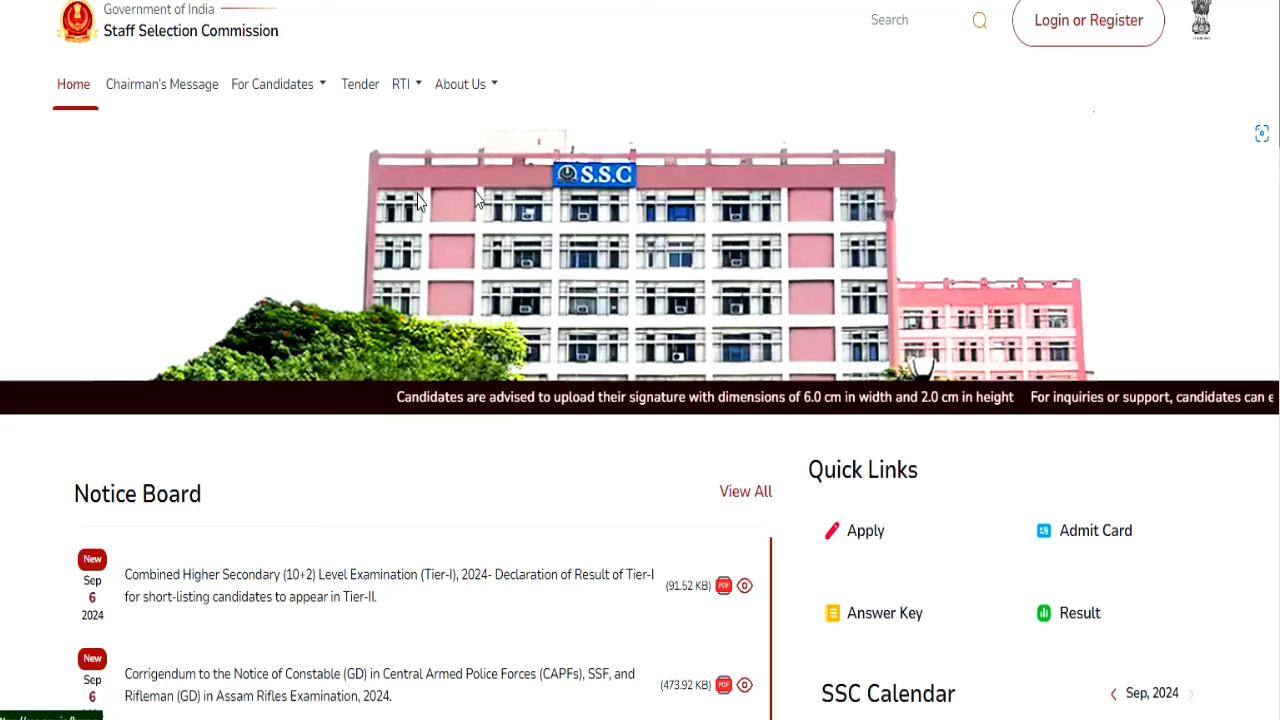 Government of India
Staff Selection Commission
Search
Login or Register
Home Chairman's Message For Candidates Tender RTI About Us
S.S.C
Candidates are advised to upload their signature with dimensions of 6.0 cm in width and 2.0 cm in height For inquiries or support, candidates can
Notice Board
View All
New
Sep
6
2024
Combined Higher Secondary (10+2) Level Examination (Tier-I), 2024- Declaration of Result of Tier-I
for short-listing candidates to appear in Tier-II.
(91.52 KB) PDF
New
Sep
6
Corrigendum to the Notice of Constable (GD) in Central Armed Police Forces (CAPFs), SSF, and
Rifleman (GD) in Assam Rifles Examination, 2024.
(473.92 KB) PDF
Quick Links
Apply
Admit Card
Answer Key
Result
SSC Calendar
Sep, 2024